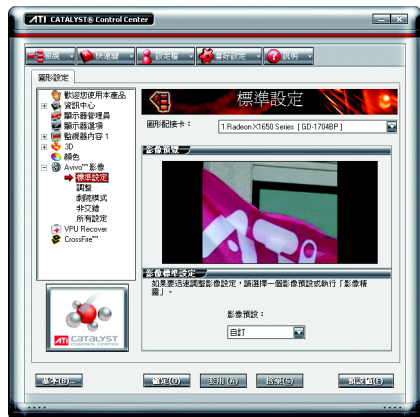 ATI CATALYST® Control Center
檢視 快速鍵 設定檔 喜好設定 說明
圖形設定
歡迎您使用本產品
資訊中心
顯示器管理員
顯示器選項
監視器內容 1
3D
顏色
Avivo™ 影像
標準設定
調整
劇院模式
非交錯
所有設定
VPU Recover
CrossFire™
ATI CATALYST
CONTROL CENTER
標準設定
圖形配接卡：
1.Radeon X1650 Series [ GD-1704BP ]
影像預覽
影像標準設定
如果要迅速調整影像設定，請選擇一個影像預設或執行「影像精靈」。
影像預設：
自訂
基本(B)... 確定(O) 套用(A) 預設值(E)